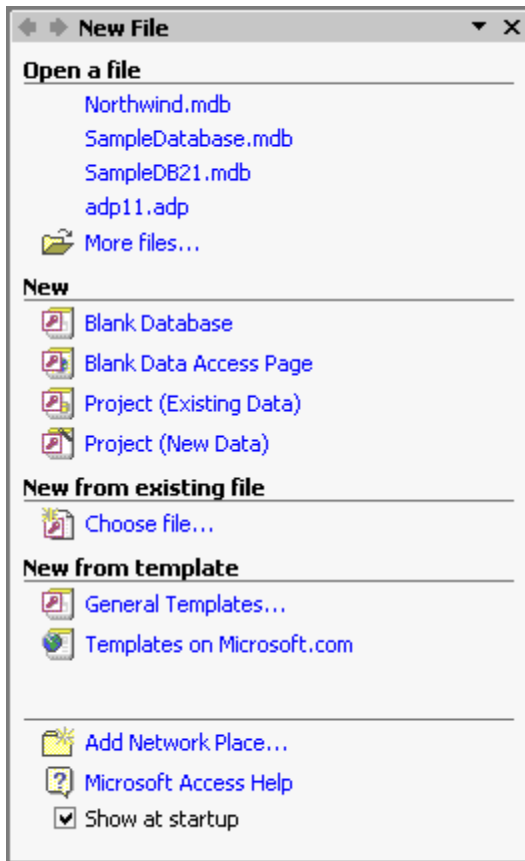 New File
Open a file
Northwind.mdb
SampleDatabase.mdb
SampleDB21.mdb
adp11.adp
More files...
New
Blank Database
Blank Data Access Page
Project (Existing Data)
Project (New Data)
New from existing file
Choose file...
New from template
General Templates...
Templates on Microsoft.com
Add Network Place...
Microsoft Access Help
Show at startup